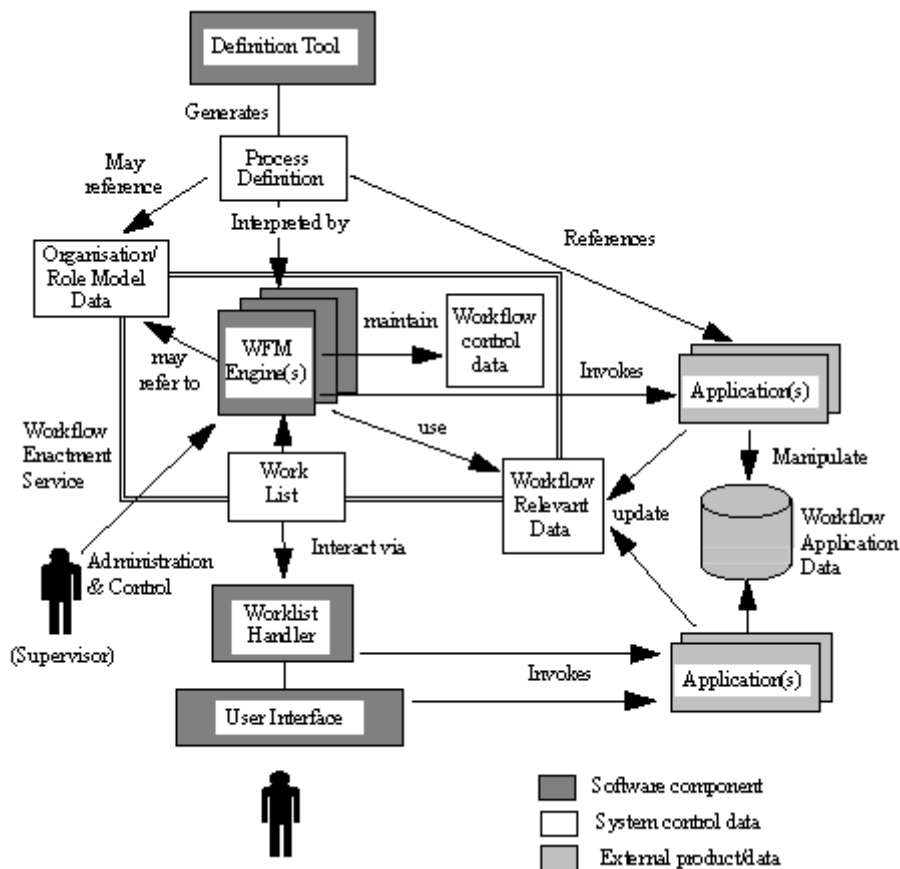 Definition Tool
Generates
Process
Definition
May
reference
Interpreted by
References
Organisation/
Role Model
Data
WFM
Engine(s)
maintain
Workflow
control
data
may
refer to
Invokes
Application(s)
use
Workflow
Enactment
Service
Work
List
Workflow
Relevant
Data
update
Manipulate
Workflow
Application
Data
Interact via
Administration
& Control
(Supervisor)
Worklist
Handler
Invokes
Application(s)
User Interface
Software component
System control data
External product/data